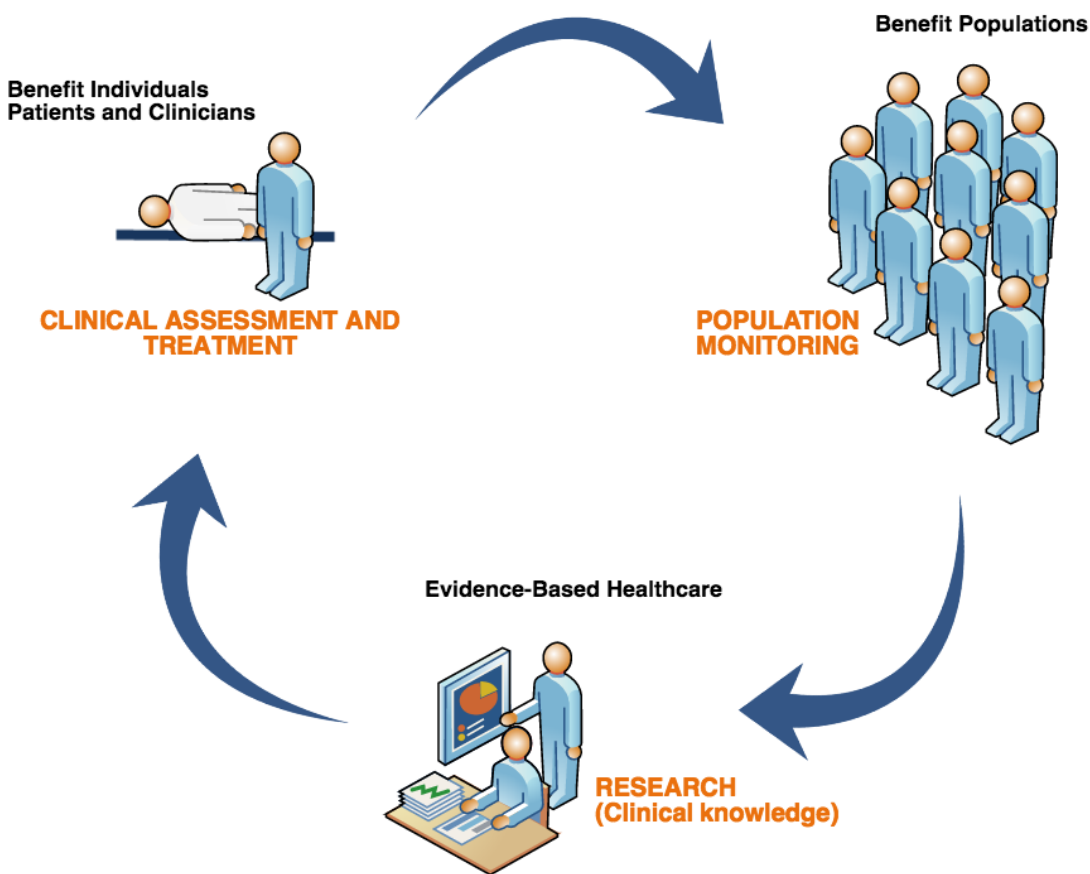 Benefit Populations
Benefit Individuals
Patients and Clinicians
CLINICAL ASSESSMENT AND
TREATMENT
POPULATION
MONITORING
Evidence-Based Healthcare
RESEARCH
(Clinical knowledge)